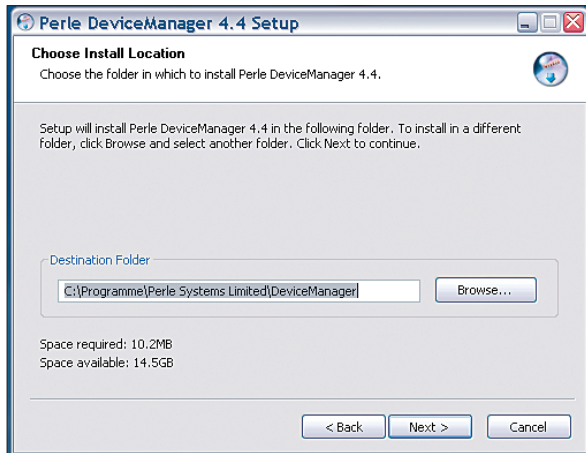 Perle DeviceManager 4.4 Setup
Choose Install Location
Choose the folder in which to install Perle DeviceManager 4.4.
Setup will install Perle DeviceManager 4.4 in the following folder. To install in a different
folder, click Browse and select another folder. Click Next to continue.
Destination Folder
C:\Programme\Perle Systems Limited\DeviceManager
Browse...
Space required: 10.2MB
Space available: 14.5GB
< Back
Next >
Cancel